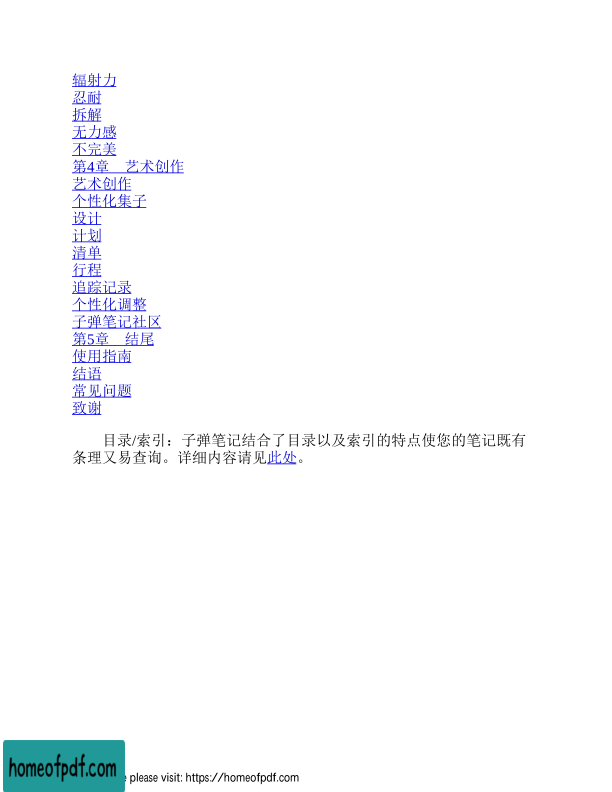 辐射力
忍耐
拆解
无力感
不完美
第4章　艺术创作
艺术创作
个性化集子
设计
计划
清单
行程
追踪记录
个性化调整
子弹笔记社区
第5章　结尾
使用指南
结语
常见问题
致谢
目录/索引：子弹笔记结合了目录以及索引的特点使您的笔记既有
条理又易查询。详细内容请见此处。
homeofpdf.com
please visit: https://homeofpdf.com